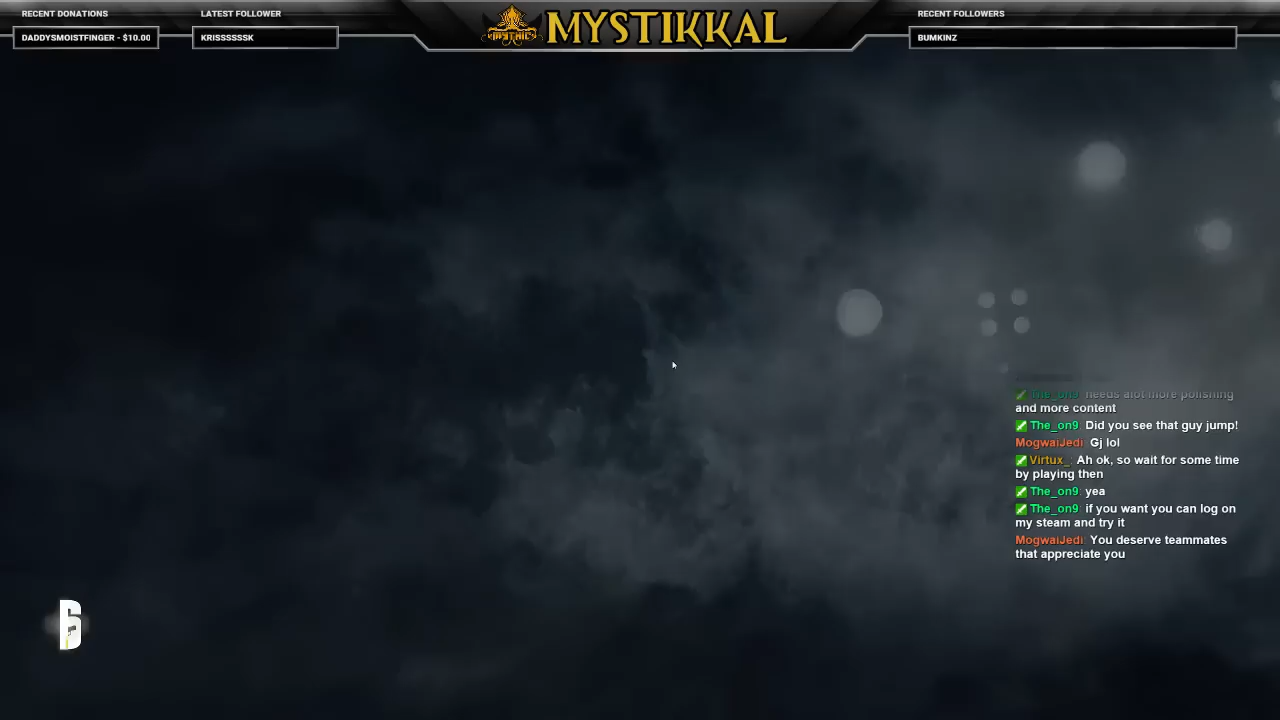 RECENT DONATIONS
LATEST FOLLOWER
RECENT FOLLOWERS
DADDYSMOISTFINGER - $10.00
KRISSSSSSK
MYTHIC
MYSTIKKAL
BUMKINZ
The_on9: needs alot more polishing
and more content
The_on9: Did you see that guy jump!
MogwaiJedi: Gj lol
Virtux_: Ah ok, so wait for some time
by playing then
The_on9: yea
The_on9: if you want you can log on
my steam and try it
MogwaiJedi: You deserve teammates
that appreciate you
6